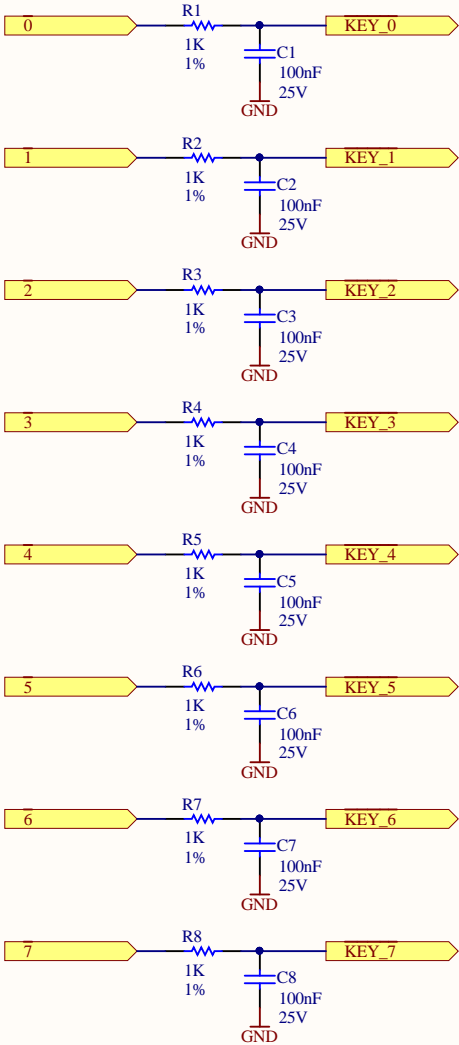 0 R1 KEY_0
1K C1
1% 100nF
25V
GND
1 R2 KEY_1
1K C2
1% 100nF
25V
GND
2 R3 KEY_2
1K C3
1% 100nF
25V
GND
3 R4 KEY_3
1K C4
1% 100nF
25V
GND
4 R5 KEY_4
1K C5
1% 100nF
25V
GND
5 R6 KEY_5
1K C6
1% 100nF
25V
GND
6 R7 KEY_6
1K C7
1% 100nF
25V
GND
7 R8 KEY_7
1K C8
1% 100nF
25V
GND